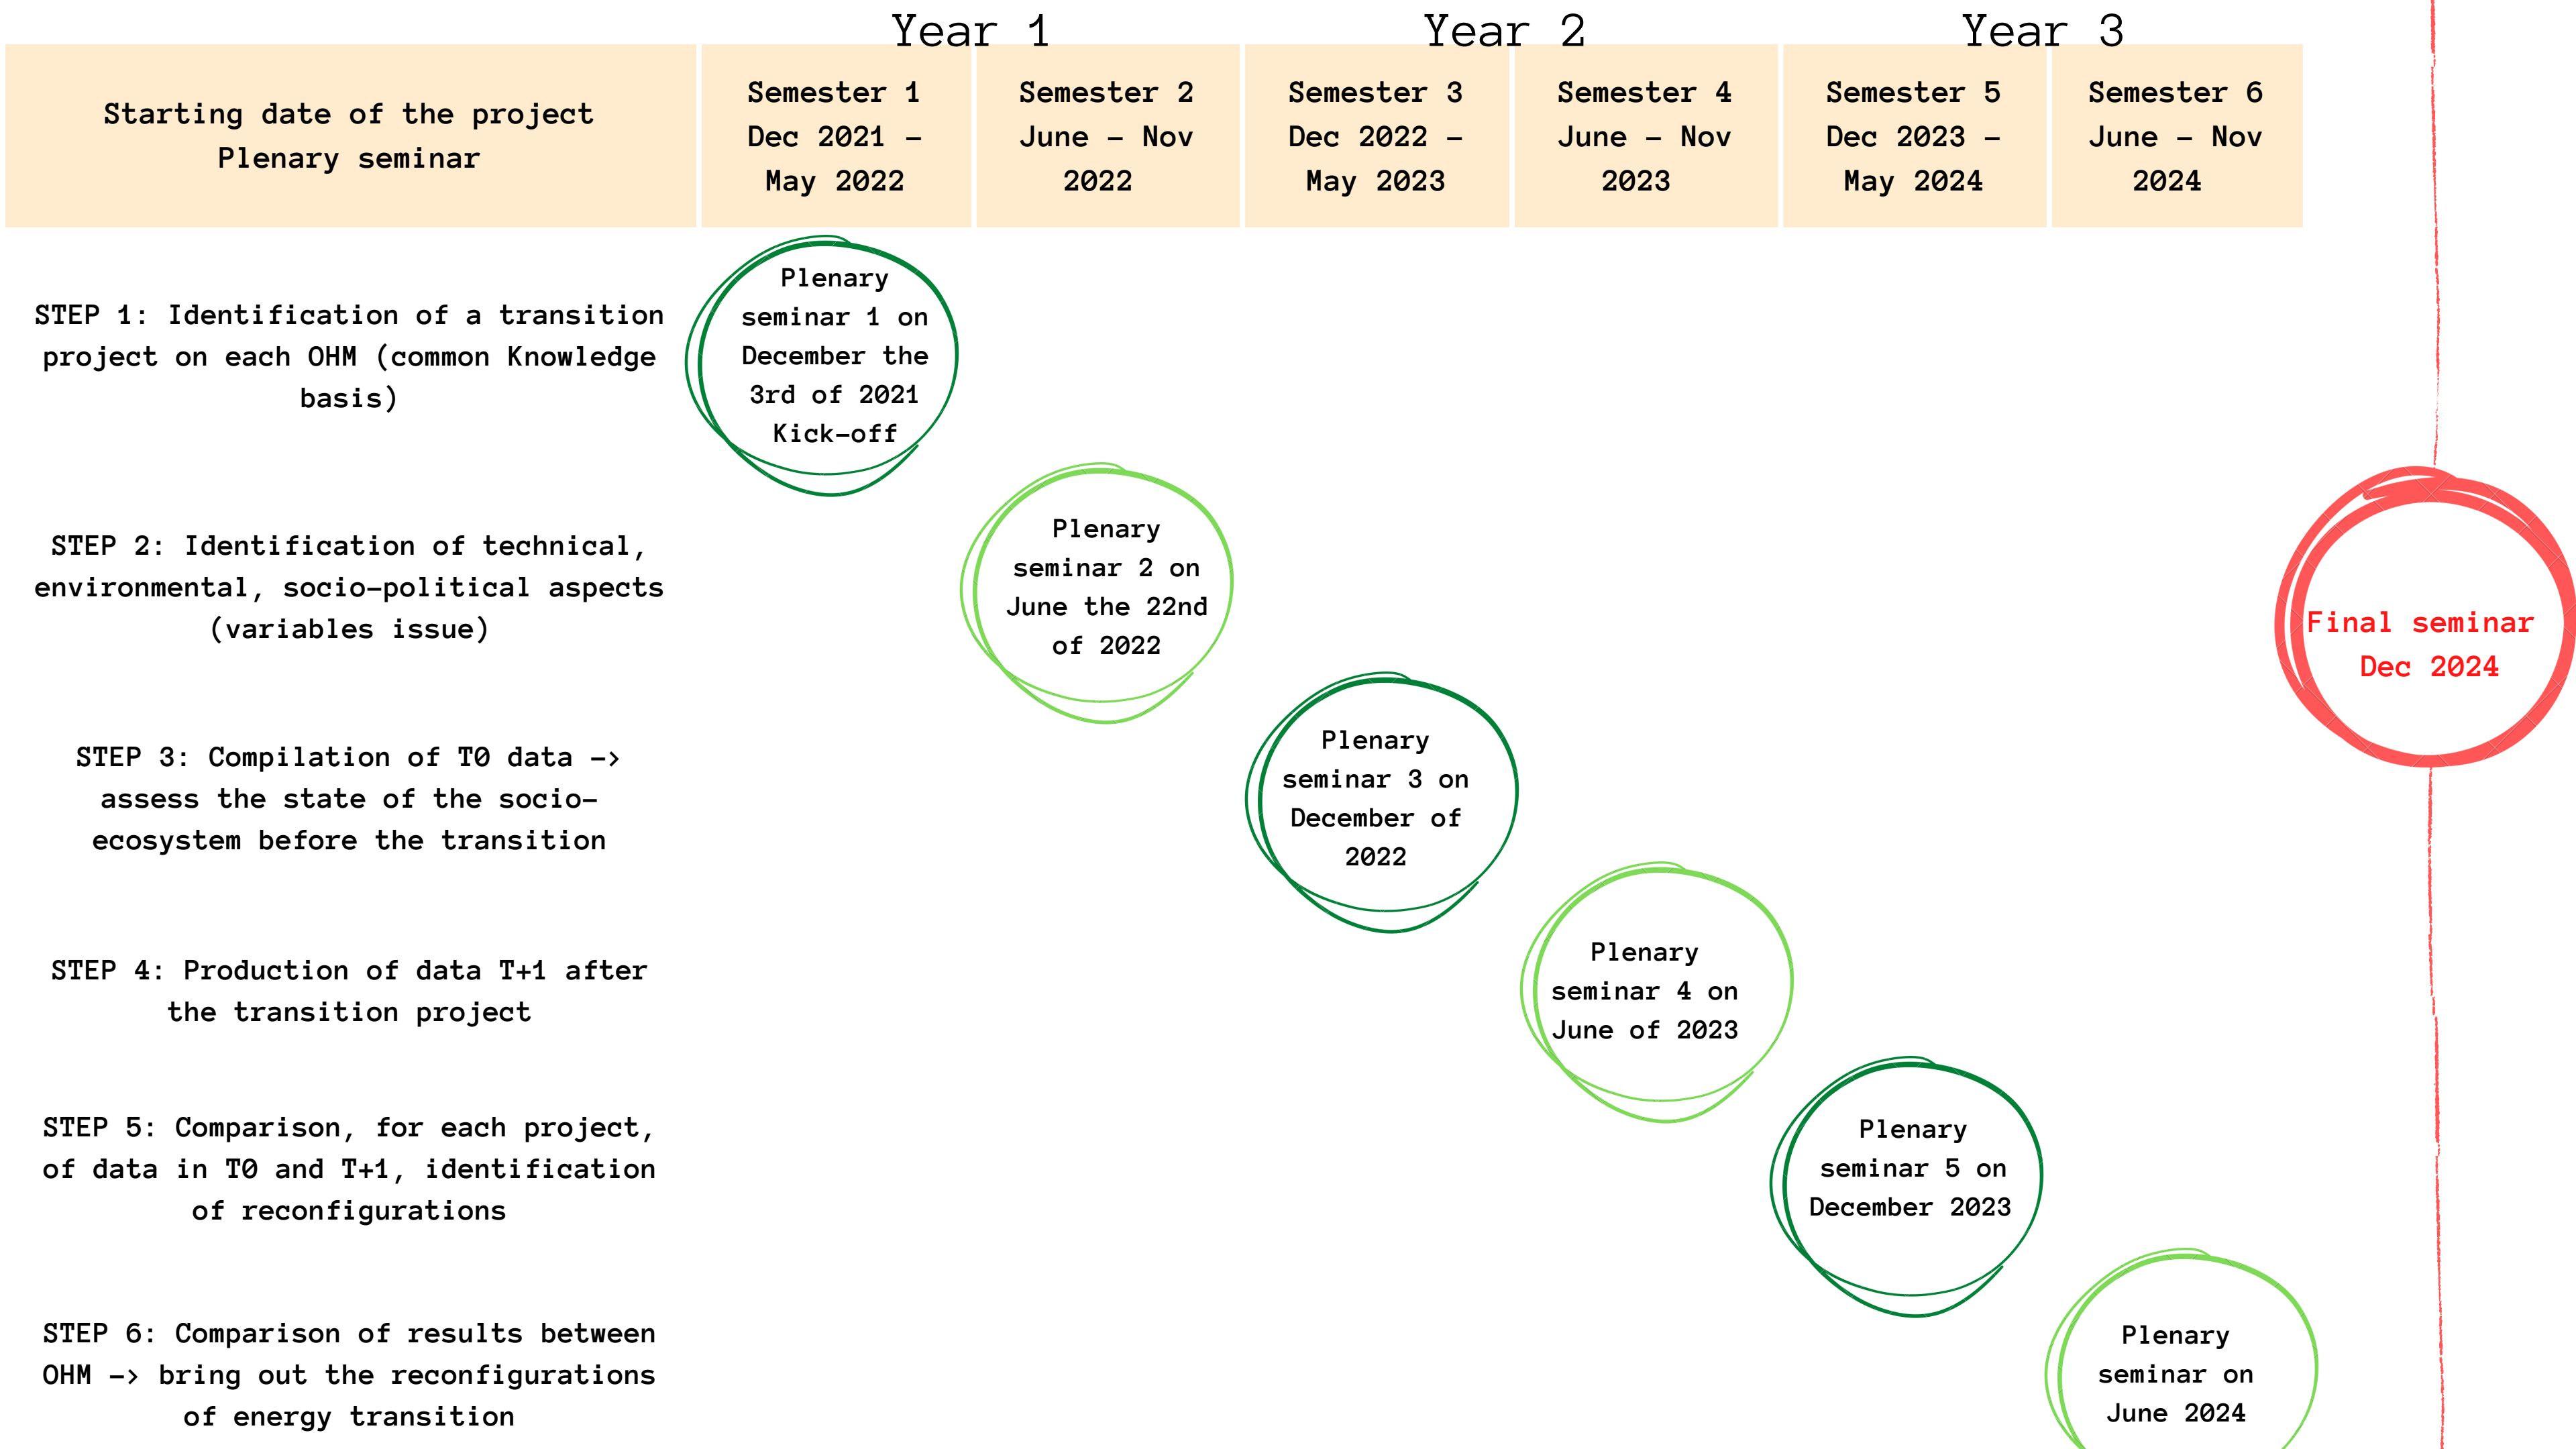 Year 1
Year 2
Year 3
Starting date of the project
Plenary seminar
Semester 1
Dec 2021 -
May 2022
Semester 2
June - Nov
2022
Semester 3
Dec 2022 -
May 2023
Semester 4
June - Nov
2023
Semester 5
Dec 2023 -
May 2024
Semester 6
June - Nov
2024
STEP 1: Identification of a transition
project on each OHM (common Knowledge
basis)
Plenary
seminar 1 on
December the
3rd of 2021
Kick-off
STEP 2: Identification of technical,
environmental, socio-political aspects
(variables issue)
Plenary
seminar 2 on
June the 22nd
of 2022
Final seminar
Dec 2024
STEP 3: Compilation of T0 data ->
assess the state of the socio-
ecosystem before the transition
Plenary
seminar 3 on
December of
2022
STEP 4: Production of data T+1 after
the transition project
Plenary
seminar 4 on
June of 2023
STEP 5: Comparison, for each project,
of data in T0 and T+1, identification
of reconfigurations
Plenary
seminar 5 on
December 2023
STEP 6: Comparison of results between
OHM -> bring out the reconfigurations
of energy transition
Plenary
seminar on
June 2024